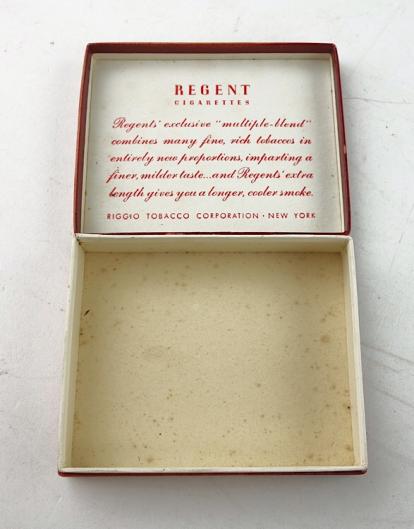 REGENT
CIGARETTES
Regents' exclusive "multiple-blend"
combines many fine, rich tobaccos in
entirely new proportions, imparting a
finer, milder taste...and Regents' extra
length gives you a longer, cooler smoke.
RIGGIO TOBACCO CORPORATION · NEW YORK